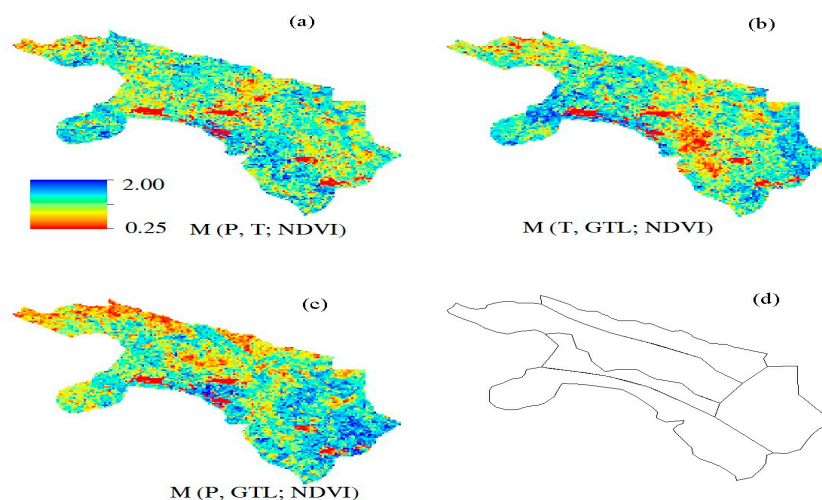 (a)
(b)
2.00
0.25
M (P, T; NDVI)
M (T, GTL; NDVI)
(c)
(d)
M (P, GTL; NDVI)